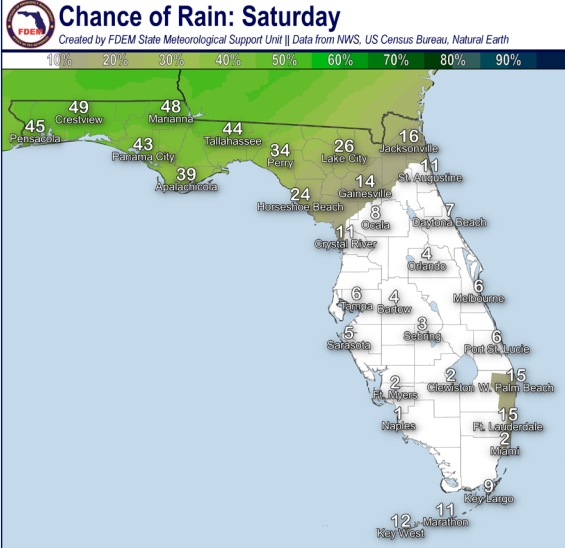 Chance of Rain: Saturday
FDEM
Created by FDEM State Meteorological Support Unit || Data from NWS, US Census Bureau, Natural Earth
10% 20% 30% 40% 50% 60% 70% 80% 90%
49
Crestview
48
Marianna
45
Pensacola
44
Tallahassee
43
Panama City
16
Jacksonville
26
Lake City
34
Perry
39
Apalachicola
11
St. Augustine
14
Gainesville
24
Horseshoe Beach
8
Ocala
7
Daytona Beach
11
Crystal River
4
Orlando
6
Tampa
4
Bartow
6
Melbourne
5
Sarasota
3
Sebring
6
Port St. Lucie
2
Ft. Myers
2
Clewiston
15
W. Palm Beach
1
Naples
15
Ft. Lauderdale
2
Miami
9
Key Largo
11
Marathon
12
Key West